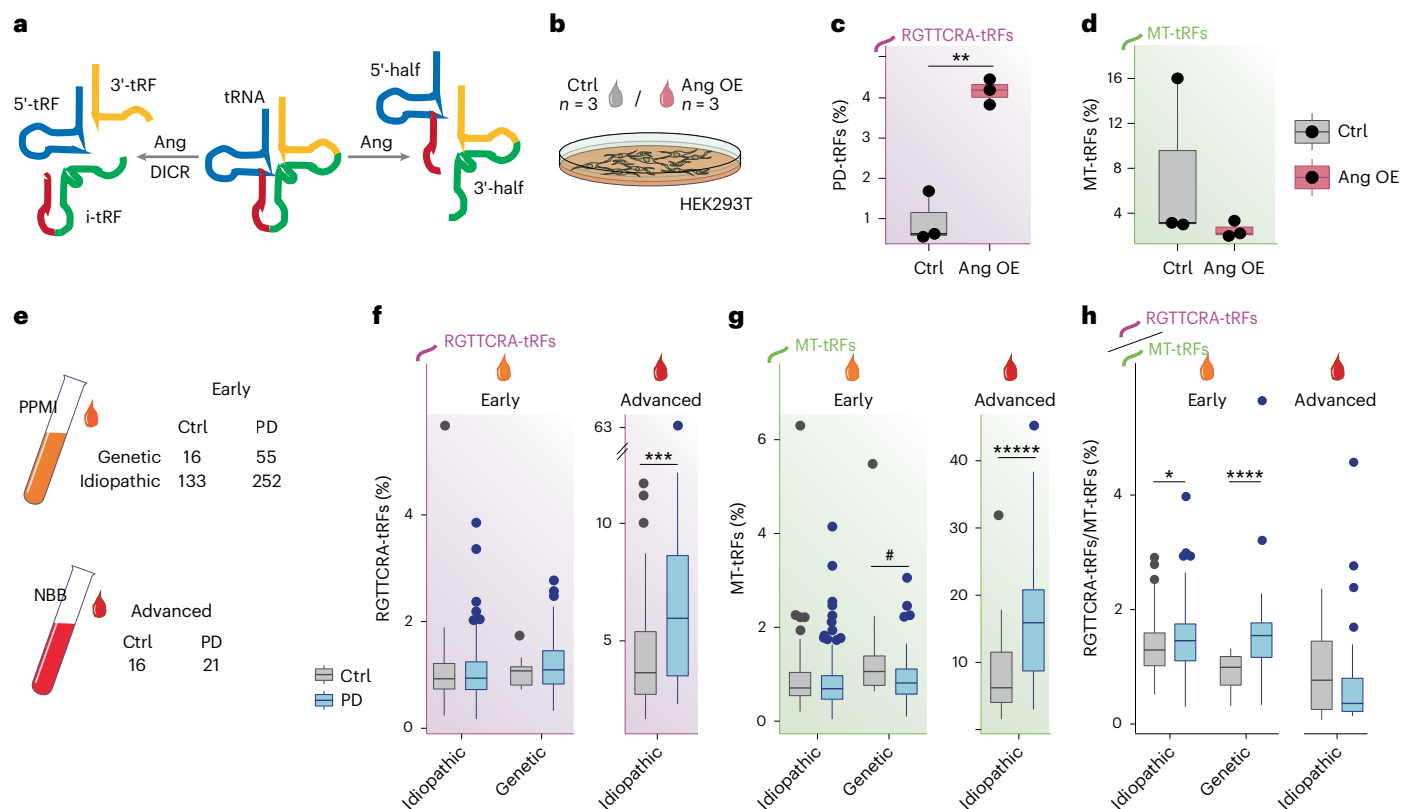 a
5'-tRF
3'-tRF
i-tRF
Ang
DICR
tRNA
Ang
5'-half
3'-half
b
Ctrl
n = 3
/
Ang OE
n = 3
HEK293T
c
RGTTCRA-tRFs
PD-tRFs (%)
4
3
2
1
**
Ctrl
Ang OE
d
MT-tRFs
MT-tRFs (%)
16
12
8
4
Ctrl
Ang OE
Ctrl
Ang OE
e
PPMI
Early
Ctrl PD
Genetic 16 55
Idiopathic 133 252
NBB
Advanced
Ctrl PD
16 21
Ctrl
PD
f
RGTTCRA-tRFs
Early
Advanced
RGTTCRA-tRFs (%)
4
2
0
63
10
5
***
Idiopathic
Genetic
Idiopathic
g
MT-tRFs
Early
Advanced
MT-tRFs (%)
6
4
2
0
#
40
30
20
10
*****
Idiopathic
Genetic
Idiopathic
h
RGTTCRA-tRFs
MT-tRFs
Early
Advanced
RGTTCRA-tRFs/MT-tRFs (%)
4
2
0
*
****
Idiopathic
Genetic
Idiopathic